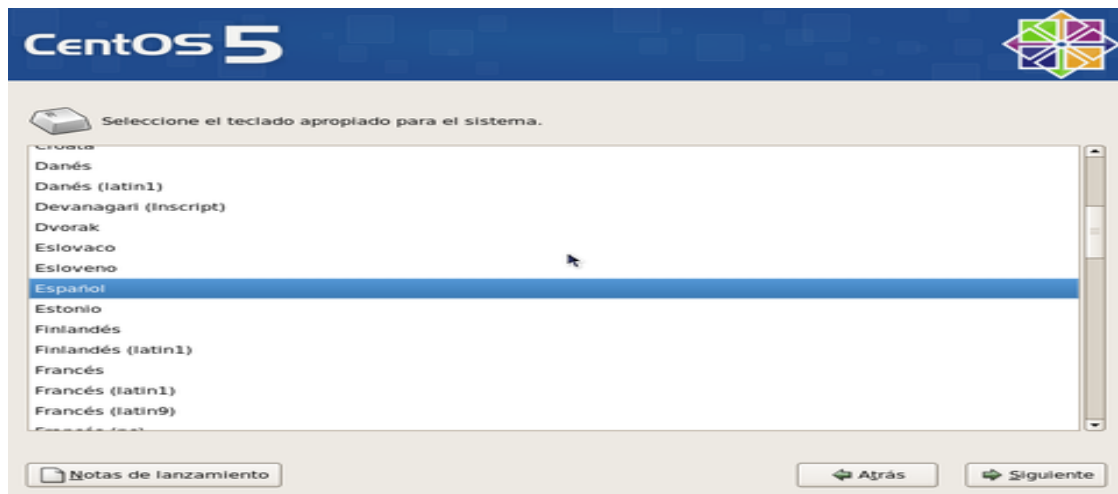 CentOS 5
Seleccione el teclado apropiado para el sistema.
Croata
Danés
Danés (latin1)
Devanagari (Inscript)
Dvorak
Eslovaco
Esloveno
Español
Estonio
Finlandés
Finlandés (latin1)
Francés
Francés (latin1)
Francés (latin9)
Notas de lanzamiento
Atrás
Siguiente